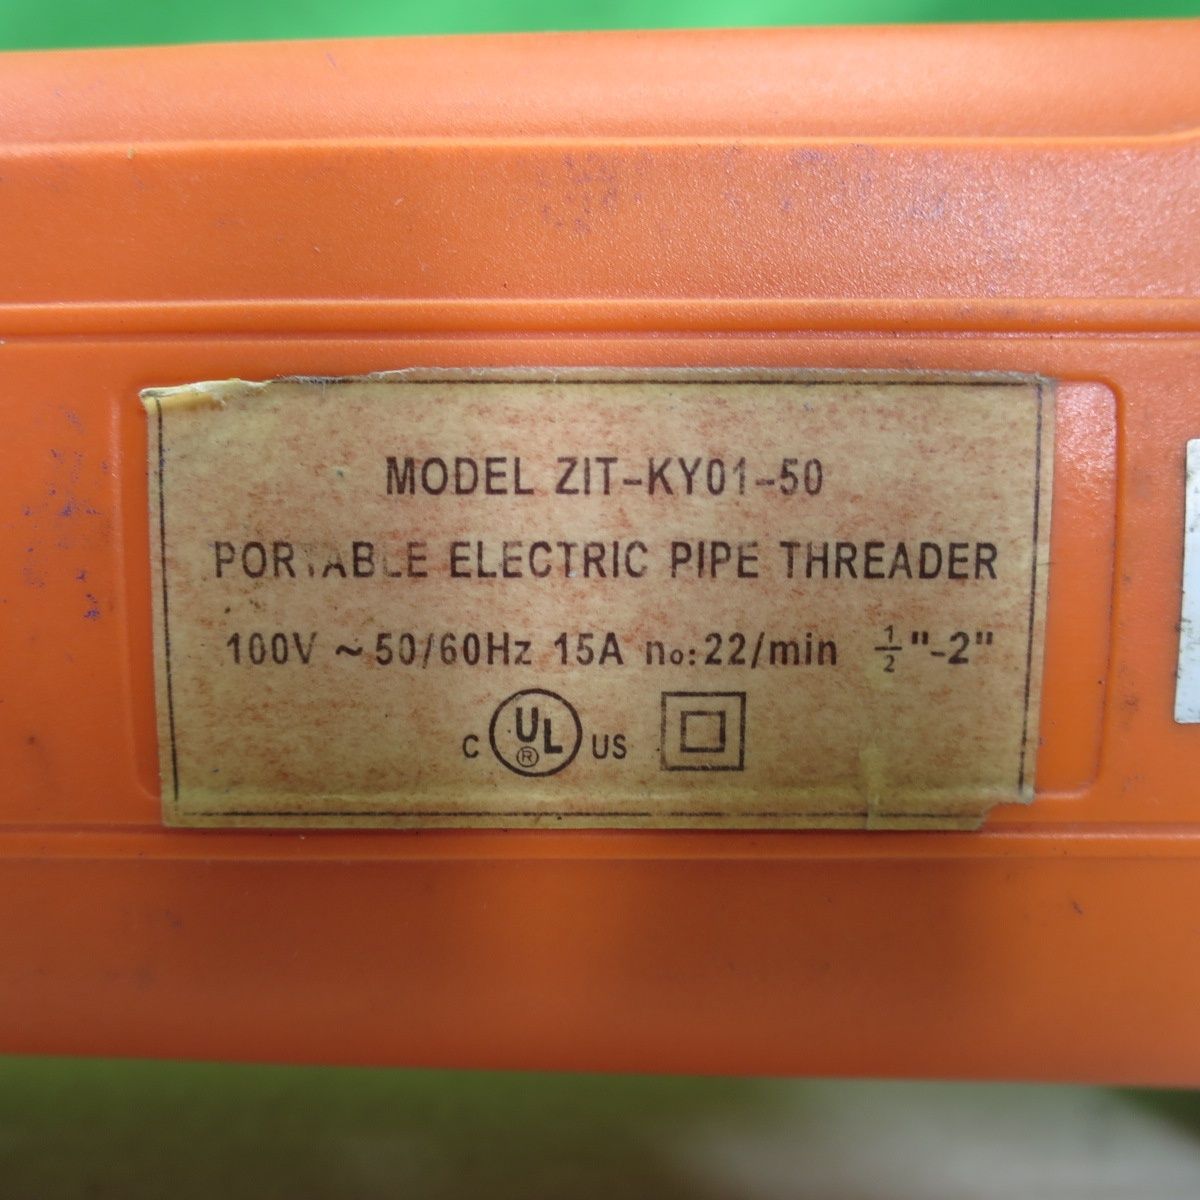 MODEL ZIT-KY01-50
PORTABLE ELECTRIC PIPE THREADER
100V ~ 50/60Hz 15A no:22/min ½"-2"
C UL® US